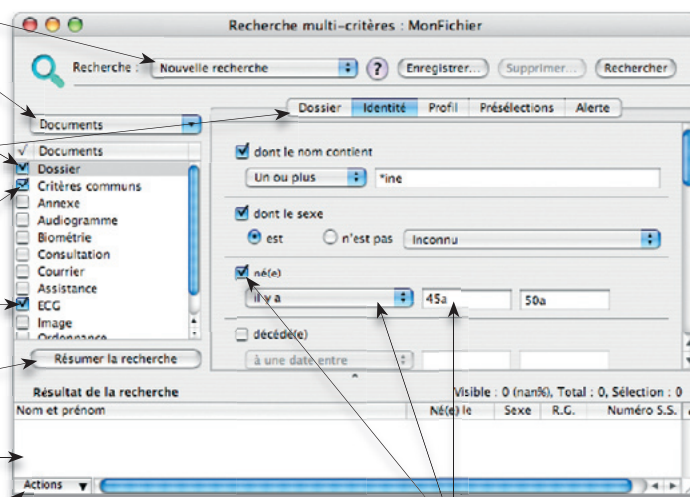 Recherche multi-critères : MonFichier
Recherche : Nouvelle recherche ? Enregistrer... Supprimer... Rechercher
Dossier Identité Profil Présélections Alerte
Documents
√ Documents
Dossier
Critères communs
Annexe
Audiogramme
Biométrie
Consultation
Courrier
Assistance
ECG
Image
Ordonnance
Résumer la recherche
dont le nom contient
Un ou plus *ine
dont le sexe
est n'est pas Inconnu
né(e)
il y a 45a 50a
décédé(e)
à une date entre
Résultat de la recherche Visible : 0 (nan%), Total : 0, Sélection : 0
Nom et prénom Né(e) le Sexe R.G. Numéro S.S.
Actions